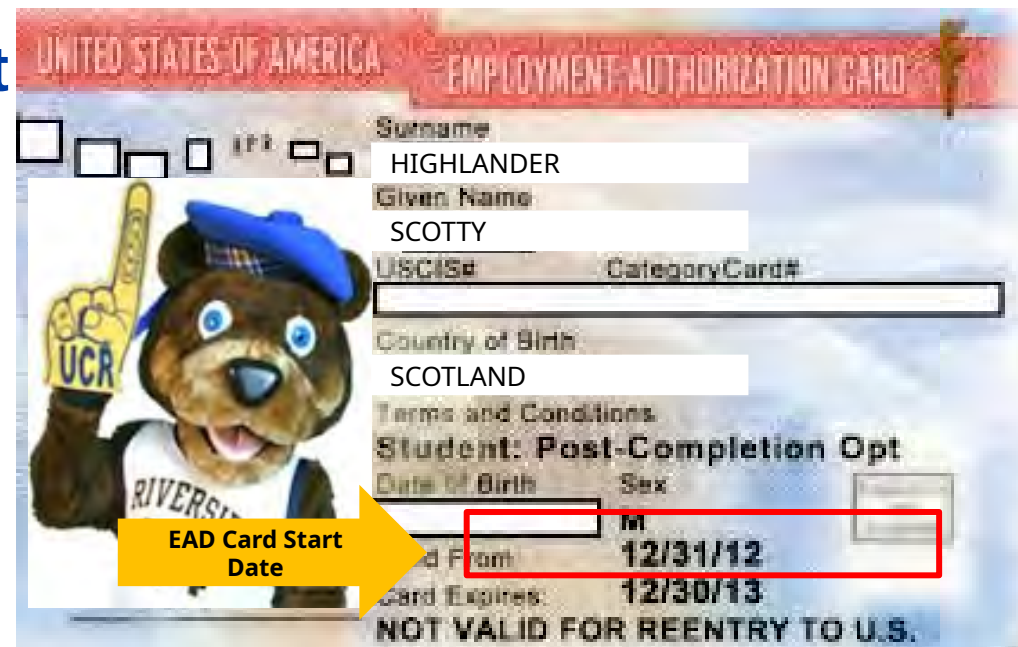 t
UNITED STATES OF AMERICA
EMPLOYMENT AUTHORIZATION CARD
Surname
HIGHLANDER
Given Name
SCOTTY
USCIS# Category Card#
Country of Birth
SCOTLAND
Terms and Conditions
Student: Post-Completion Opt
Date of Birth Sex
M
UCR
EAD Card Start
Date
From 12/31/12
Card Expires: 12/30/13
NOT VALID FOR REENTRY TO U.S.